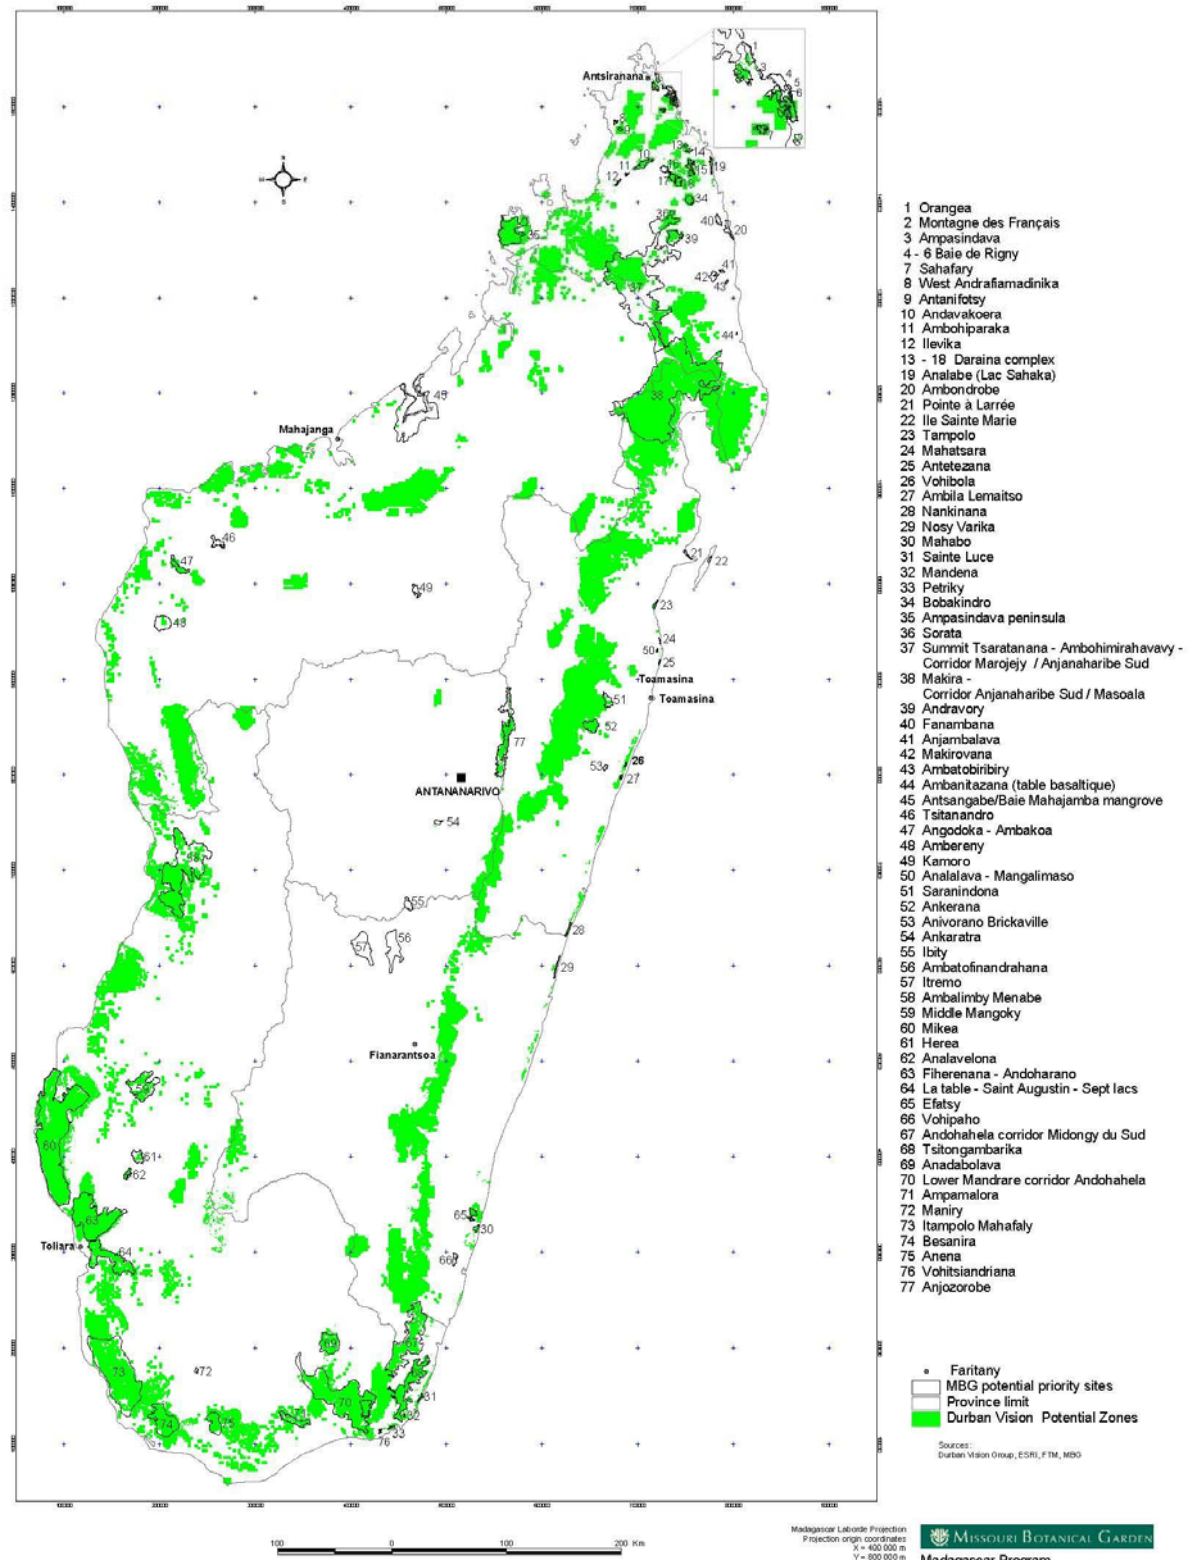 Antsiranana
Mahajanga
Toamasina
Toamasina
ANTANANARIVO
Fianarantsoa
Toliara
1 Orangea
2 Montagne des Français
3 Ampasindava
4 - 6 Baie de Rigny
7 Sahafary
8 West Andrafiamadinika
9 Antanifotsy
10 Andavakoera
11 Ambohiparaka
12 Ilevika
13 - 18 Daraina complex
19 Analabe (Lac Sahaka)
20 Ambondrobe
21 Pointe à Larrée
22 Ile Sainte Marie
23 Tampolo
24 Mahatsara
25 Antetezana
26 Vohibola
27 Ambila Lemaitso
28 Nankinana
29 Nosy Varika
30 Mahabo
31 Sainte Luce
32 Mandena
33 Petriky
34 Bobakindro
35 Ampasindava peninsula
36 Sorata
37 Summit Tsaratanana - Ambohimirahavavy -
Corridor Marojejy / Anjanaharibe Sud
38 Makira -
Corridor Anjanaharibe Sud / Masoala
39 Andravory
40 Fanambana
41 Anjambalava
42 Makirovana
43 Ambatobiribiry
44 Ambanitazana (table basaltique)
45 Antsangabe/Baie Mahajamba mangrove
46 Tsitanandro
47 Angodoka - Ambakoa
48 Ambereny
49 Kamoro
50 Analalava - Mangalimaso
51 Saranindona
52 Ankerana
53 Anivorano Brickaville
54 Ankaratra
55 Ibity
56 Ambatofinandrahana
57 Itremo
58 Ambalimby Menabe
59 Middle Mangoky
60 Mikea
61 Herea
62 Analavelona
63 Fiherenana - Andoharano
64 La table - Saint Augustin - Sept lacs
65 Efatsy
66 Vohipaho
67 Andohahela corridor Midongy du Sud
68 Tsitongambarika
69 Anadabolava
70 Lower Mandrare corridor Andohahela
71 Ampamalora
72 Maniry
73 Itampolo Mahafaly
74 Besanira
75 Anena
76 Vohitsiandriana
77 Anjozorobe
Faritany
MBG potential priority sites
Province limit
Durban Vision Potential Zones
Sources:
Durban Vision Group, ESRI, FTM, MBG
100 0 100 200 Km
Madagascar Laborde Projection
Projection origin coordinates
X = 400 000 m
Y = 800 000 m
MISSOURI BOTANICAL GARDEN
Madagascar Program